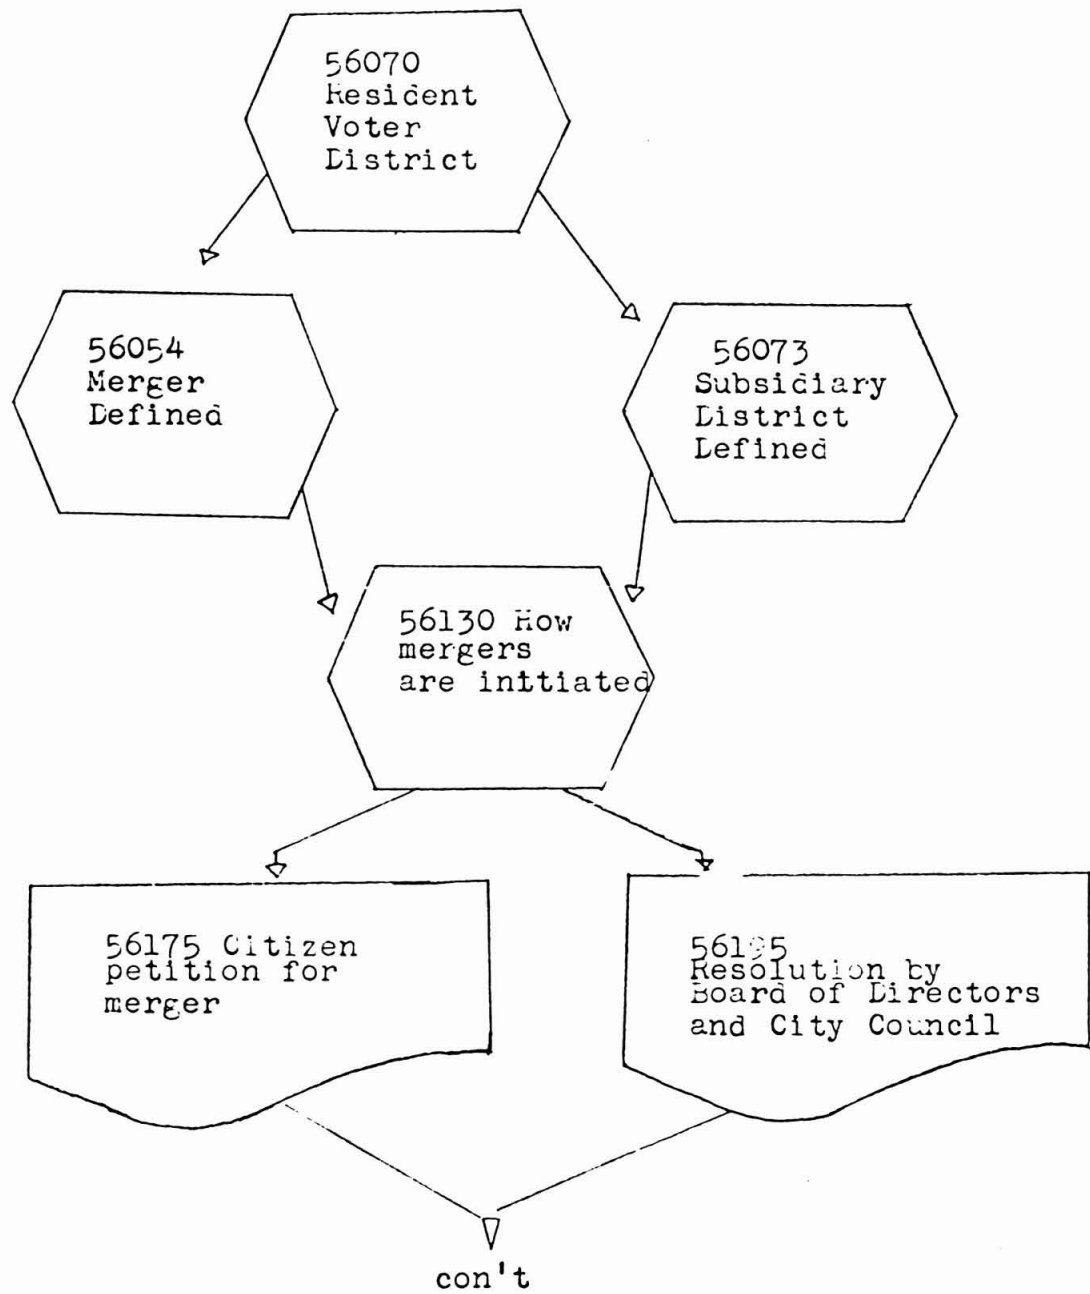 56070
Resident
Voter
District
56054
Merger
Defined
56073
Subsidiary
District
Defined
56130 How
mergers
are initiated
56175 Citizen
petition for
merger
56195
Resolution by
Board of Directors
and City Council
con't